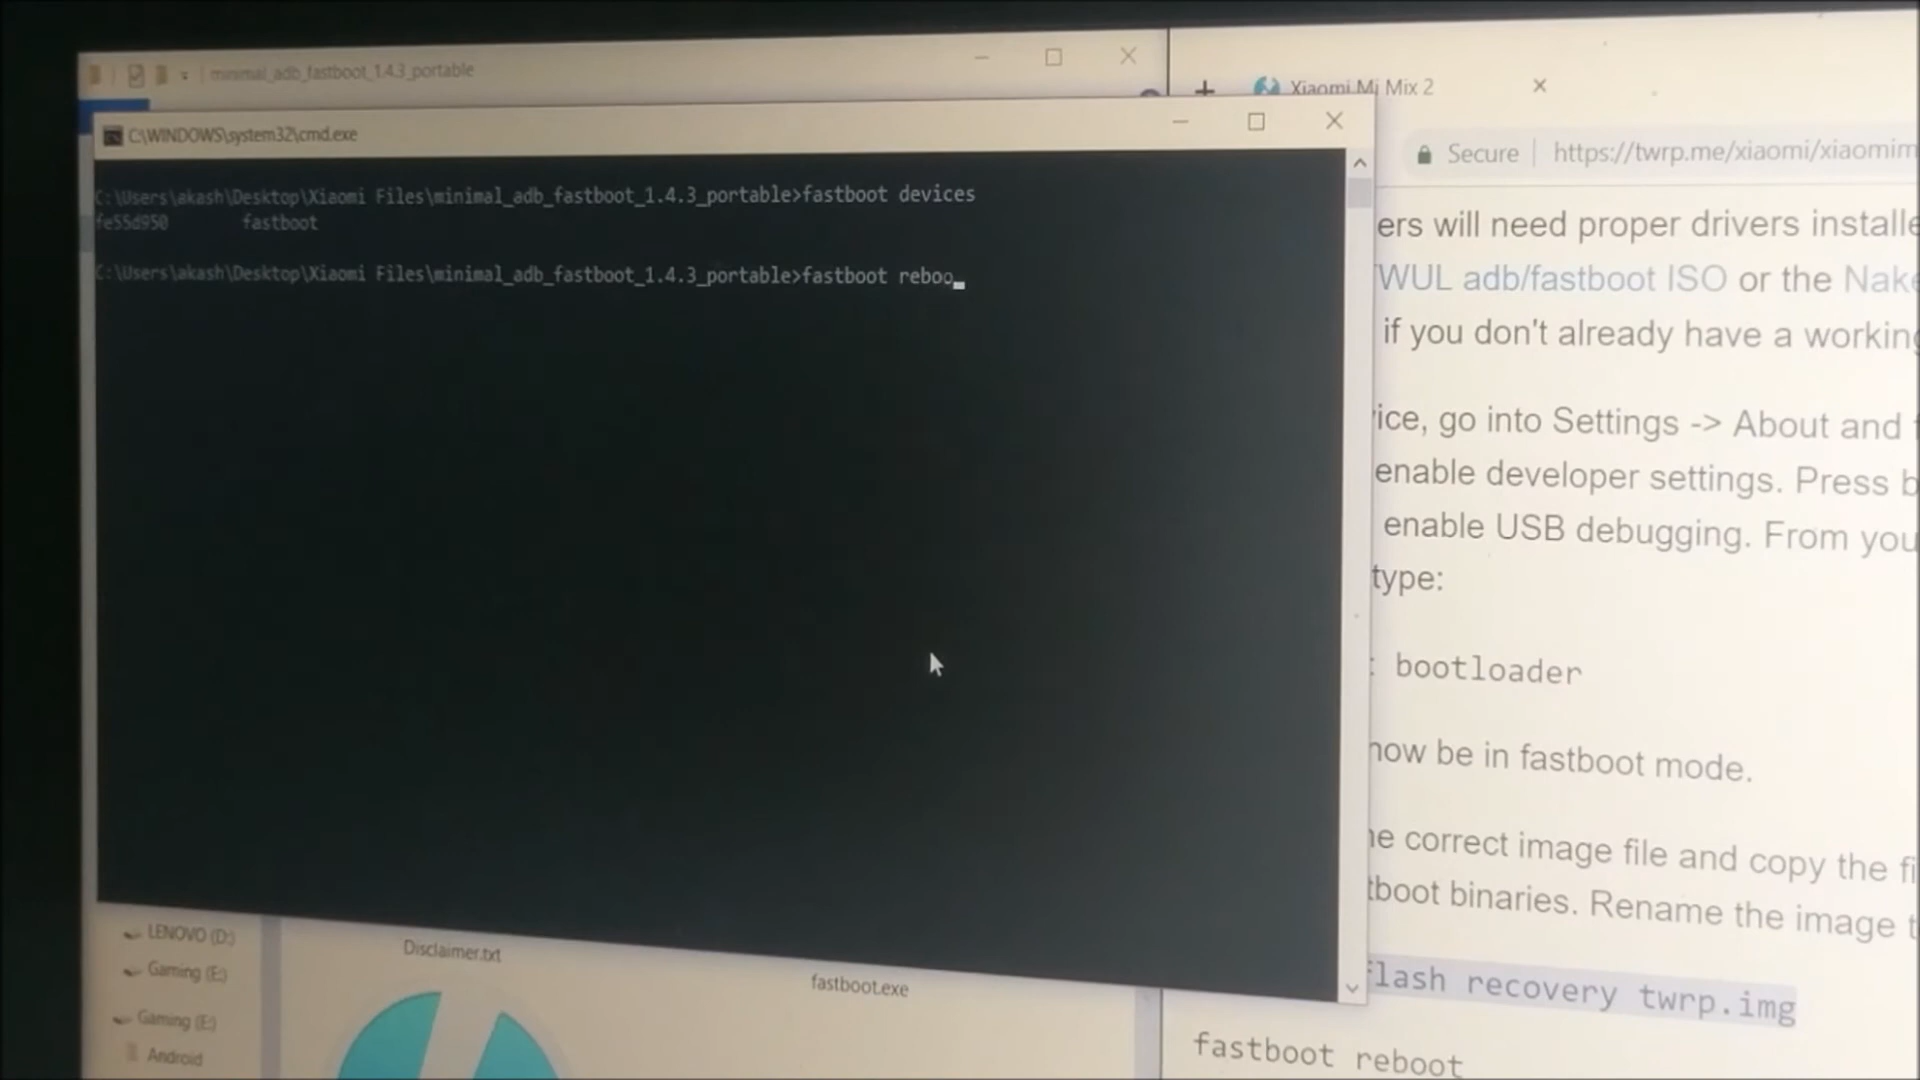 minimal_adb_fastboot_1.4.3_portable
C:\WINDOWS\system32\cmd.exe
C:\Users\akash\Desktop\Xiaomi Files\minimal_adb_fastboot_1.4.3_portable>fastboot devices
fe55d950 fastboot
C:\Users\akash\Desktop\Xiaomi Files\minimal_adb_fastboot_1.4.3_portable>fastboot reboo_
LENOVO (D:)
Gaming (E:)
Gaming (E:)
Android
Disclaimer.txt
fastboot.exe
Xiaomi Mi Mix 2
Secure https://twrp.me/xiaomi/xiaomim
ers will need proper drivers installe
WUL adb/fastboot ISO or the Nake
if you don't already have a working
ice, go into Settings -> About and
enable developer settings. Press b
enable USB debugging. From you
type:
bootloader
now be in fastboot mode.
he correct image file and copy the fi
tboot binaries. Rename the image t
flash recovery twrp.img
fastboot reboot